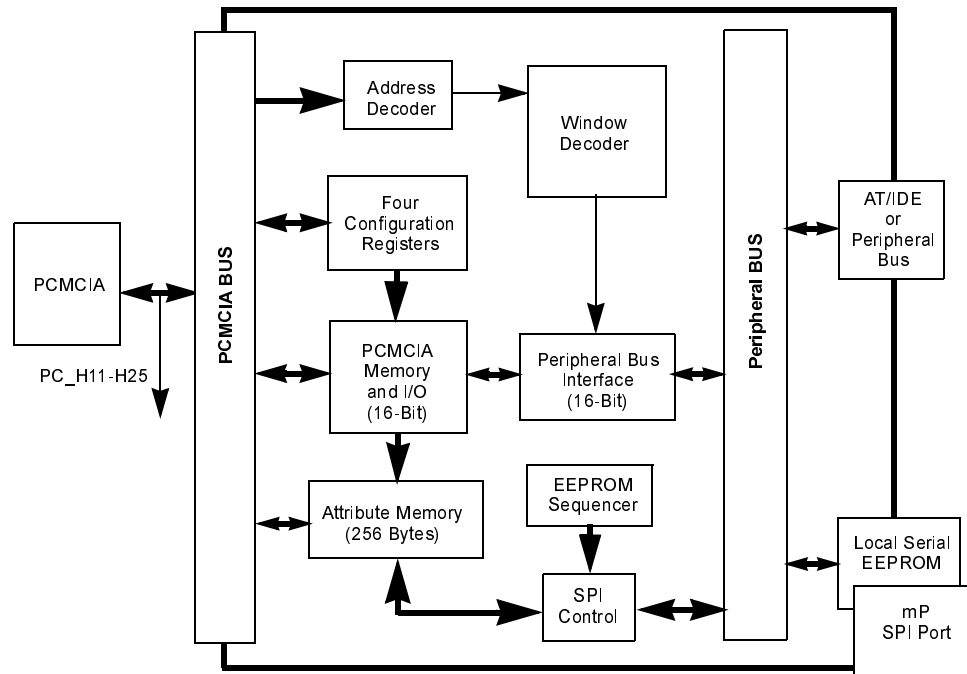 Address
Decoder
Window
Decoder
Four
Configuration
Registers
AT/IDE
or
Peripheral
Bus
PCMCIA
PCMCIA BUS
Peripheral BUS
PC_H11-H25
PCMCIA
Memory
and I/O
(16-Bit)
Peripheral Bus
Interface
(16-Bit)
EEPROM
Sequencer
Attribute Memory
(256 Bytes)
Local Serial
EEPROM
SPI
Control
mP
SPI Port